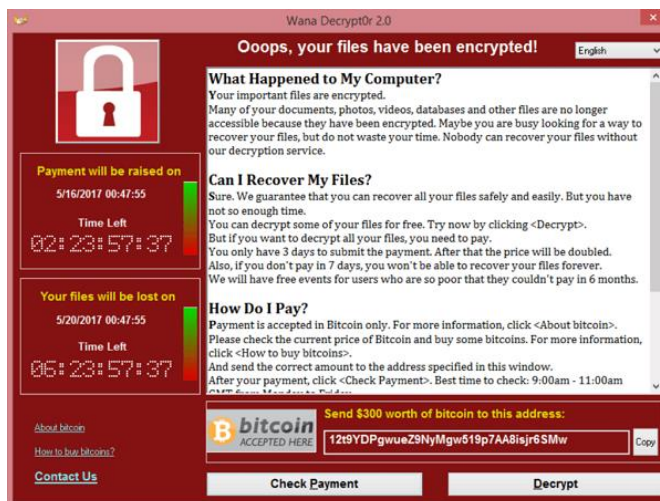 Wana Decrypt0r 2.0
Ooops, your files have been encrypted!
English
Payment will be raised on
5/16/2017 00:47:55
Time Left
02:23:57:37
Your files will be lost on
5/20/2017 00:47:55
Time Left
06:23:57:37
About bitcoin
How to buy bitcoins?
Contact Us
What Happened to My Computer?
Your important files are encrypted.
Many of your documents, photos, videos, databases and other files are no longer
accessible because they have been encrypted. Maybe you are busy looking for a way to
recover your files, but do not waste your time. Nobody can recover your files without
our decryption service.
Can I Recover My Files?
Sure. We guarantee that you can recover all your files safely and easily. But you have
not so enough time.
You can decrypt some of your files for free. Try now by clicking <Decrypt>.
But if you want to decrypt all your files, you need to pay.
You only have 3 days to submit the payment. After that the price will be doubled.
Also, if you don't pay in 7 days, you won't be able to recover your files forever.
We will have free events for users who are so poor that they couldn't pay in 6 months.
How Do I Pay?
Payment is accepted in Bitcoin only. For more information, click <About bitcoin>.
Please check the current price of Bitcoin and buy some bitcoins. For more information,
click <How to buy bitcoins>.
And send the correct amount to the address specified in this window.
After your payment, click <Check Payment>. Best time to check: 9:00am - 11:00am
GMT from Monday to Friday.
bitcoin
ACCEPTED HERE
Send $300 worth of bitcoin to this address:
12t9YDPgwueZ9NyMgw519p7AA8isjr6SMw
Copy
Check Payment
Decrypt